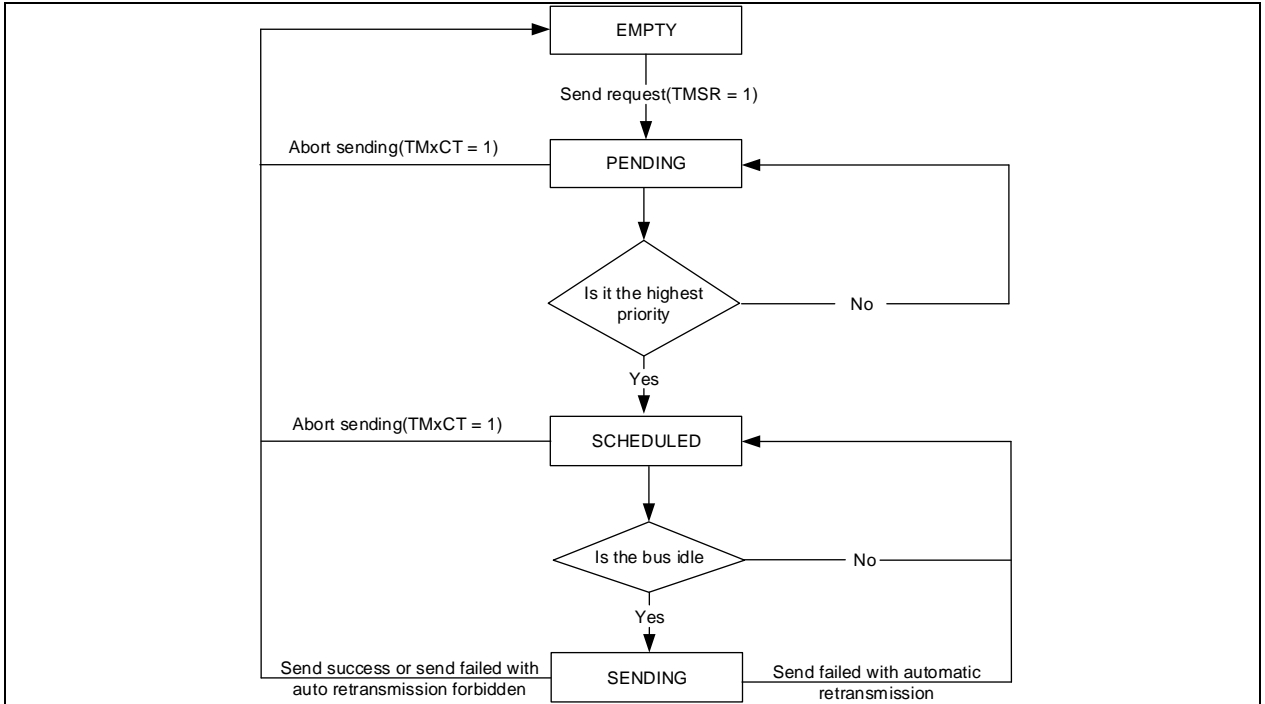 EMPTY
Send request(TMSR = 1)
Abort sending(TMxCT = 1)
PENDING
Is it the highest
priority
No
Yes
Abort sending(TMxCT = 1)
SCHEDULED
Is the bus idle
No
Yes
Send success or send failed with
auto retransmission forbidden
SENDING
Send failed with automatic
retransmission